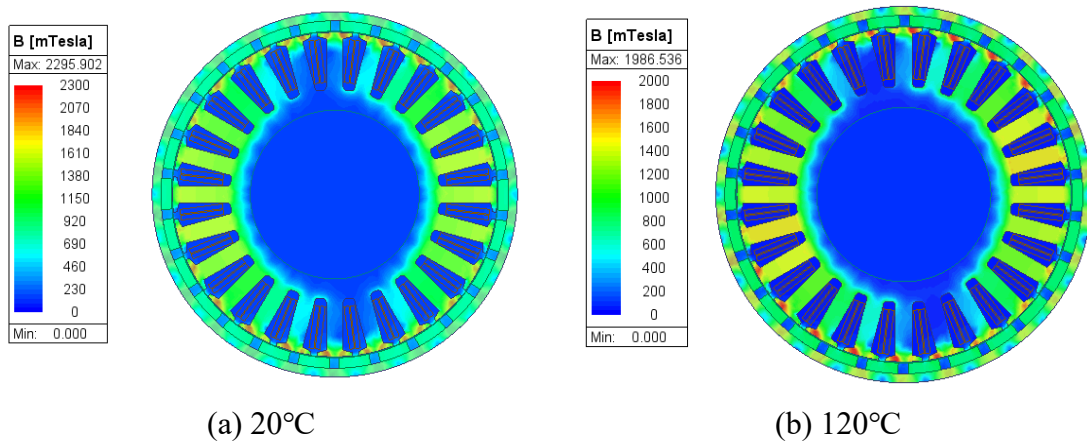 B [mTesla]
Max: 2295.902
2300
2070
1840
1610
1380
1150
920
690
460
230
0
Min: 0.000
B [mTesla]
Max: 1986.536
2000
1800
1600
1400
1200
1000
800
600
400
200
0
Min: 0.000
(a) 20℃
(b) 120℃